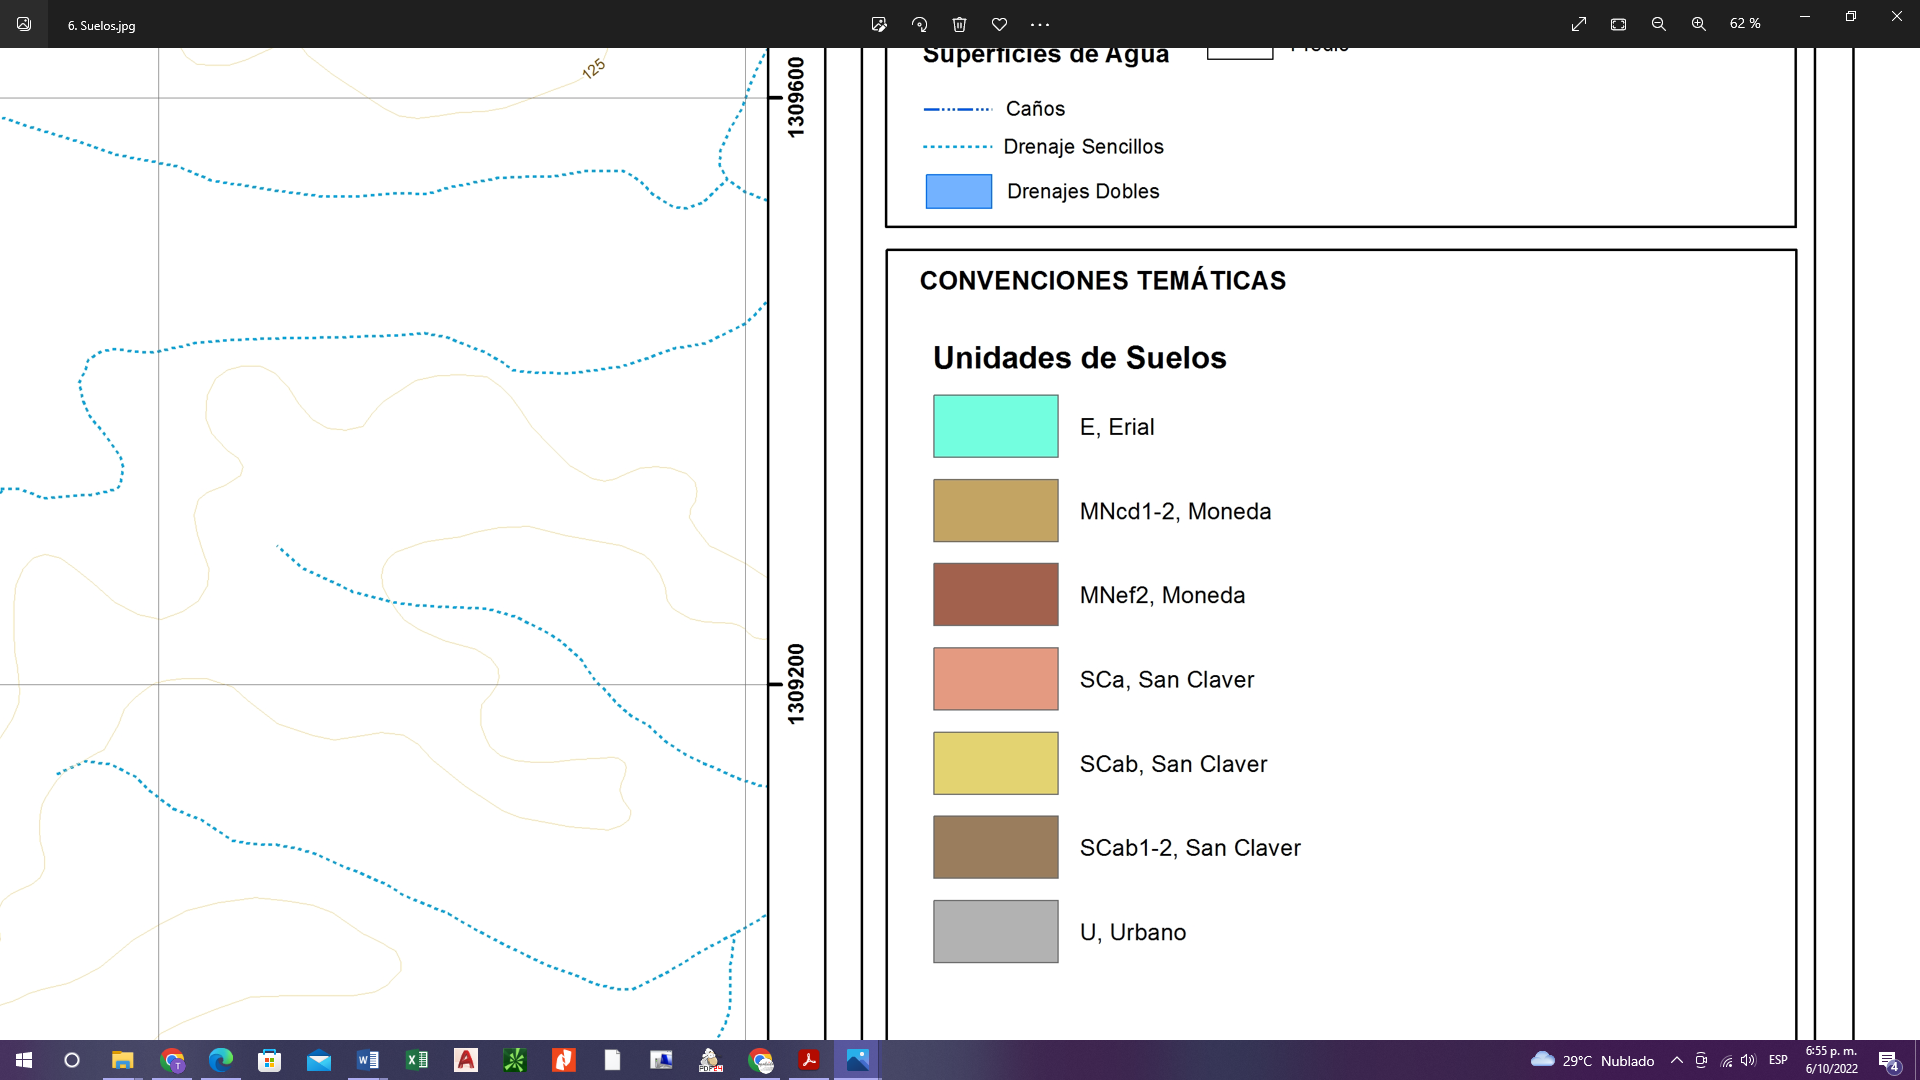 6. Suelos.jpg
62 %
125
1309600
1309200
Superficies de Agua
Predio
Caños
Drenaje Sencillos
Drenajes Dobles
CONVENCIONES TEMÁTICAS
Unidades de Suelos
E, Erial
MNcd1-2, Moneda
MNef2, Moneda
SCa, San Claver
SCab, San Claver
SCab1-2, San Claver
U, Urbano
29°C Nublado
ESP
6:55 p. m.
6/10/2022
4